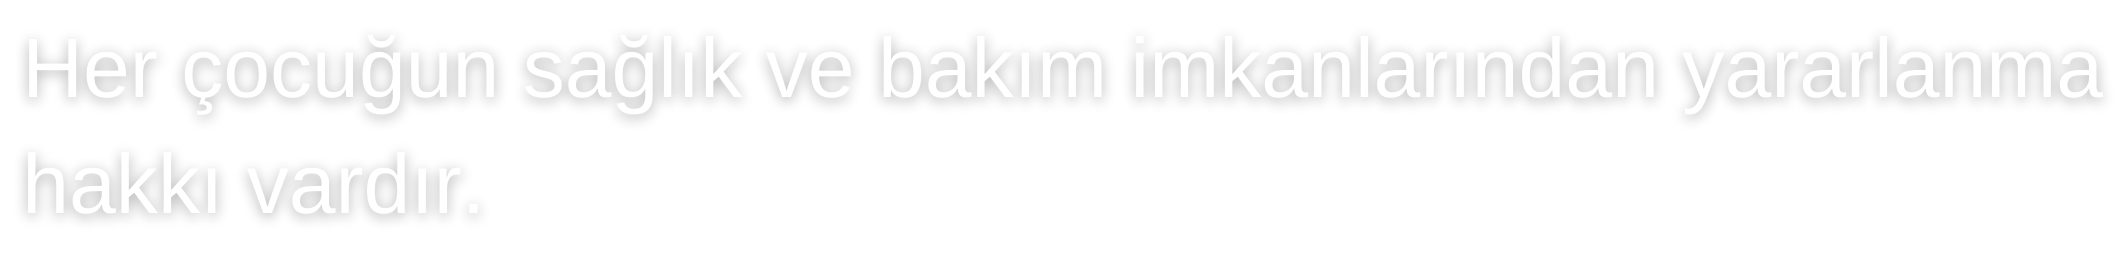 Her çocuğun sağlık ve bakım imkanlarından yararlanma
hakkı vardır.